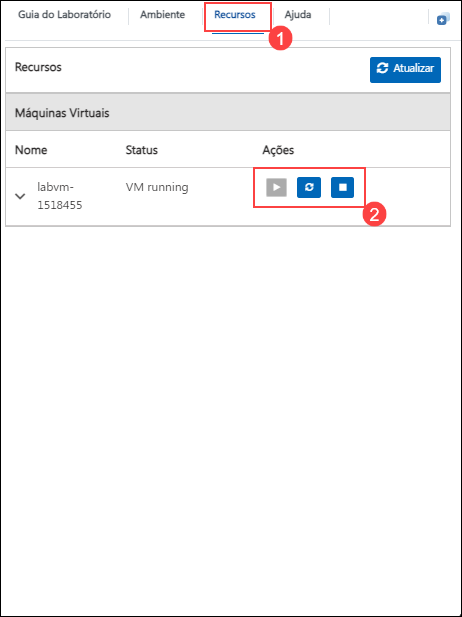 Guia do Laboratório Ambiente Recursos Ajuda
1
Recursos Atualizar
Máquinas Virtuais
Nome Status Ações
labvm- VM running
1518455
2